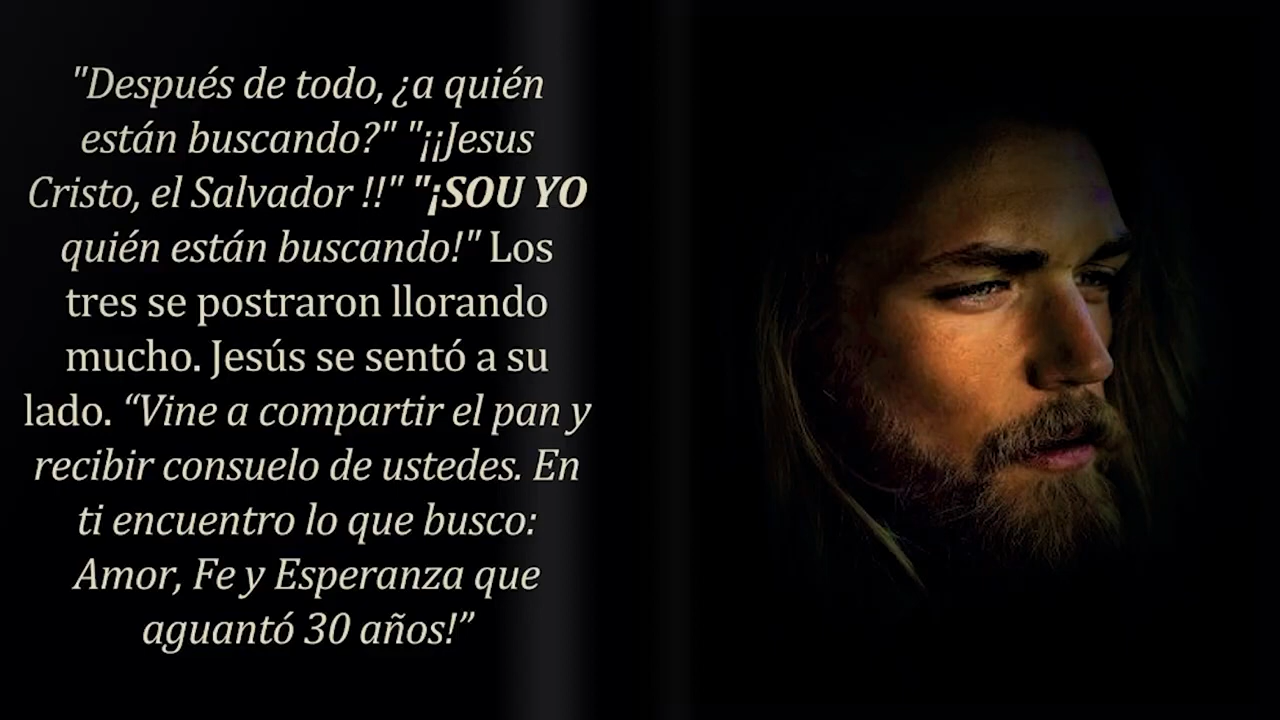 "Después de todo, ¿a quién
están buscando?" "¡¡Jesus
Cristo, el Salvador !!" "¡SOU YO
quién están buscando!" Los
tres se postraron llorando
mucho. Jesús se sentó a su
lado. “Vine a compartir el pan y
recibir consuelo de ustedes. En
ti encuentro lo que busco:
Amor, Fe y Esperanza que
aguantó 30 años!”